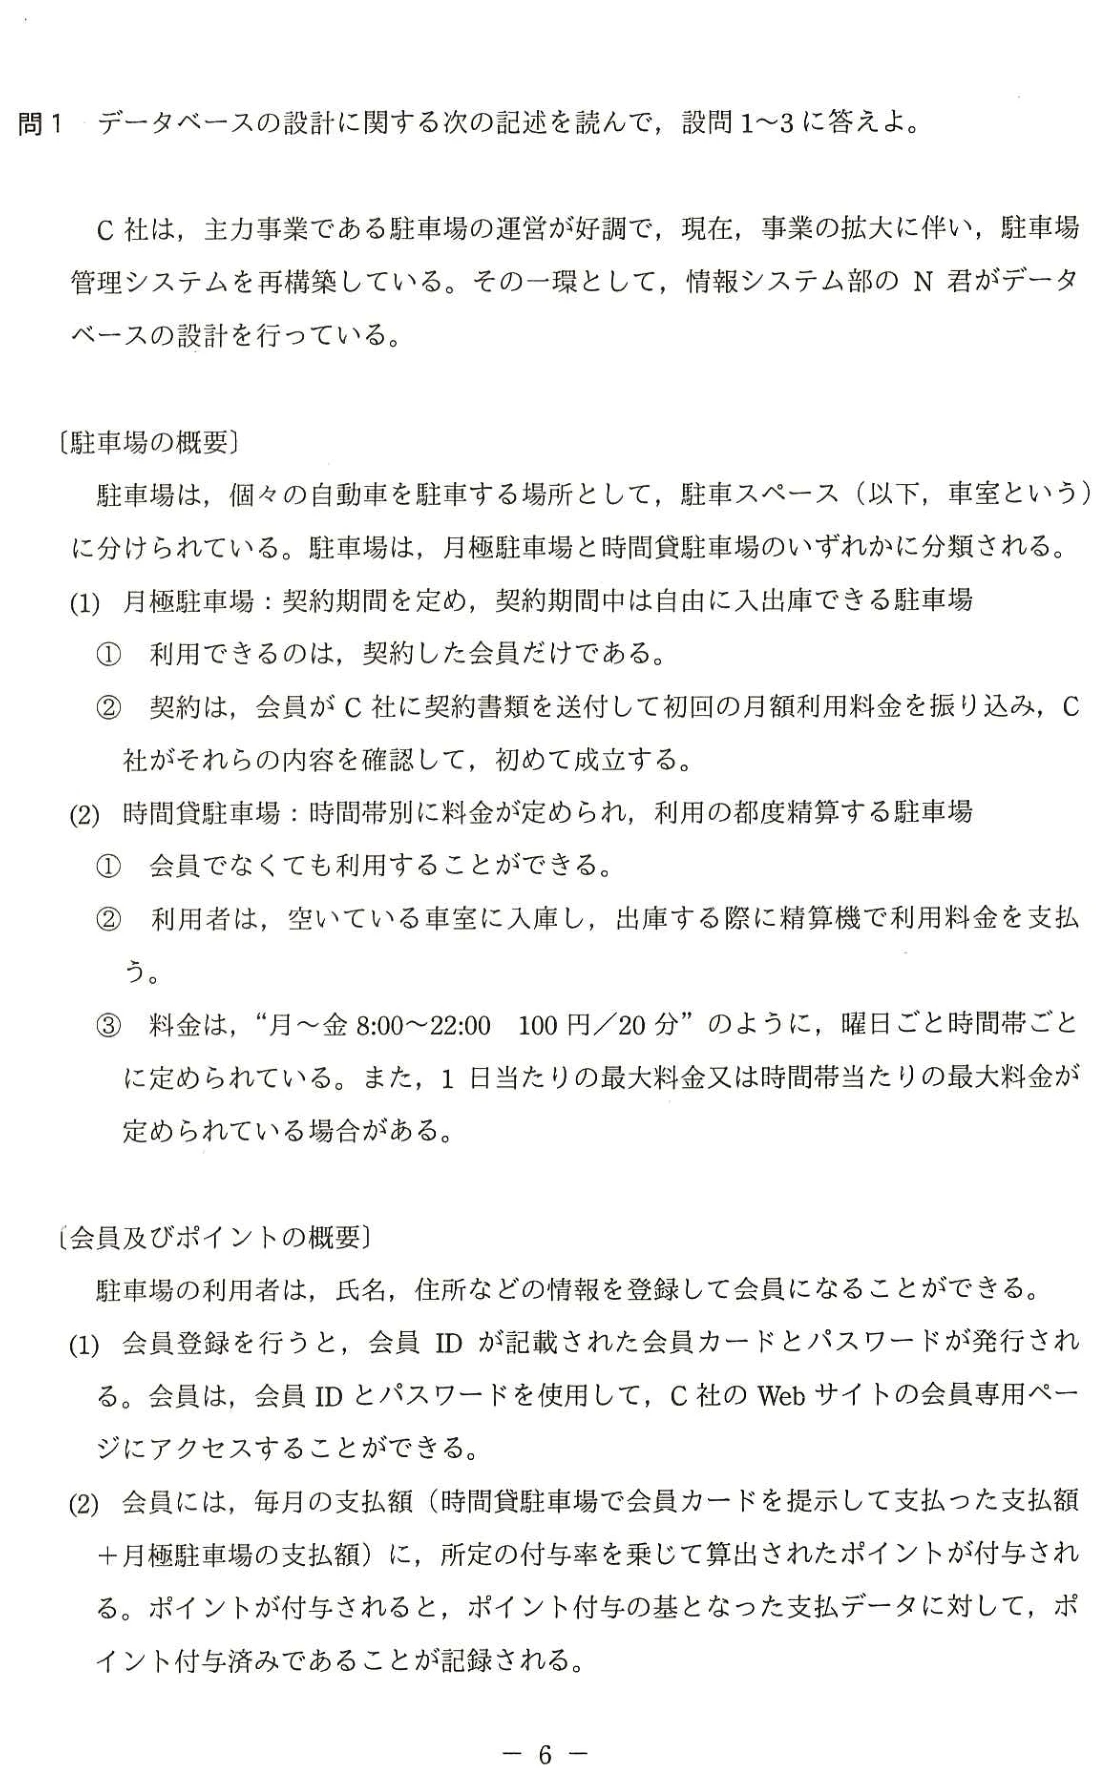 問1 データベースの設計に関する次の記述を読んで，設問1～3に答えよ。
C 社は，主力事業である駐車場の運営が好調で，現在，事業の拡大に伴い，駐車場
管理システムを再構築している。その一環として，情報システム部の N 君がデータ
ベースの設計を行っている。
〔駐車場の概要〕
駐車場は，個々の自動車を駐車する場所として，駐車スペース（以下，車室という）
に分けられている。駐車場は，月極駐車場と時間貸駐車場のいずれかに分類される。
(1) 月極駐車場：契約期間を定め，契約期間中は自由に入出庫できる駐車場
① 利用できるのは，契約した会員だけである。
② 契約は，会員が C 社に契約書類を送付して初回の月額利用料金を振り込み，C
社がそれらの内容を確認して，初めて成立する。
(2) 時間貸駐車場：時間帯別に料金が定められ，利用の都度精算する駐車場
① 会員でなくても利用することができる。
② 利用者は，空いている車室に入庫し，出庫する際に精算機で利用料金を支払
う。
③ 料金は，“月～金 8:00～22:00 100 円／20 分”のように，曜日ごと時間帯ごと
に定められている。また，1 日当たりの最大料金又は時間帯当たりの最大料金が
定められている場合がある。
〔会員及びポイントの概要〕
駐車場の利用者は，氏名，住所などの情報を登録して会員になることができる。
(1) 会員登録を行うと，会員 ID が記載された会員カードとパスワードが発行され
る。会員は，会員 ID とパスワードを使用して，C 社の Web サイトの会員専用ペー
ジにアクセスすることができる。
(2) 会員には，毎月の支払額（時間貸駐車場で会員カードを提示して支払った支払額
＋月極駐車場の支払額）に，所定の付与率を乗じて算出されたポイントが付与され
る。ポイントが付与されると，ポイント付与の基となった支払データに対して，ポ
イント付与済みであることが記録される。
－ 6 －